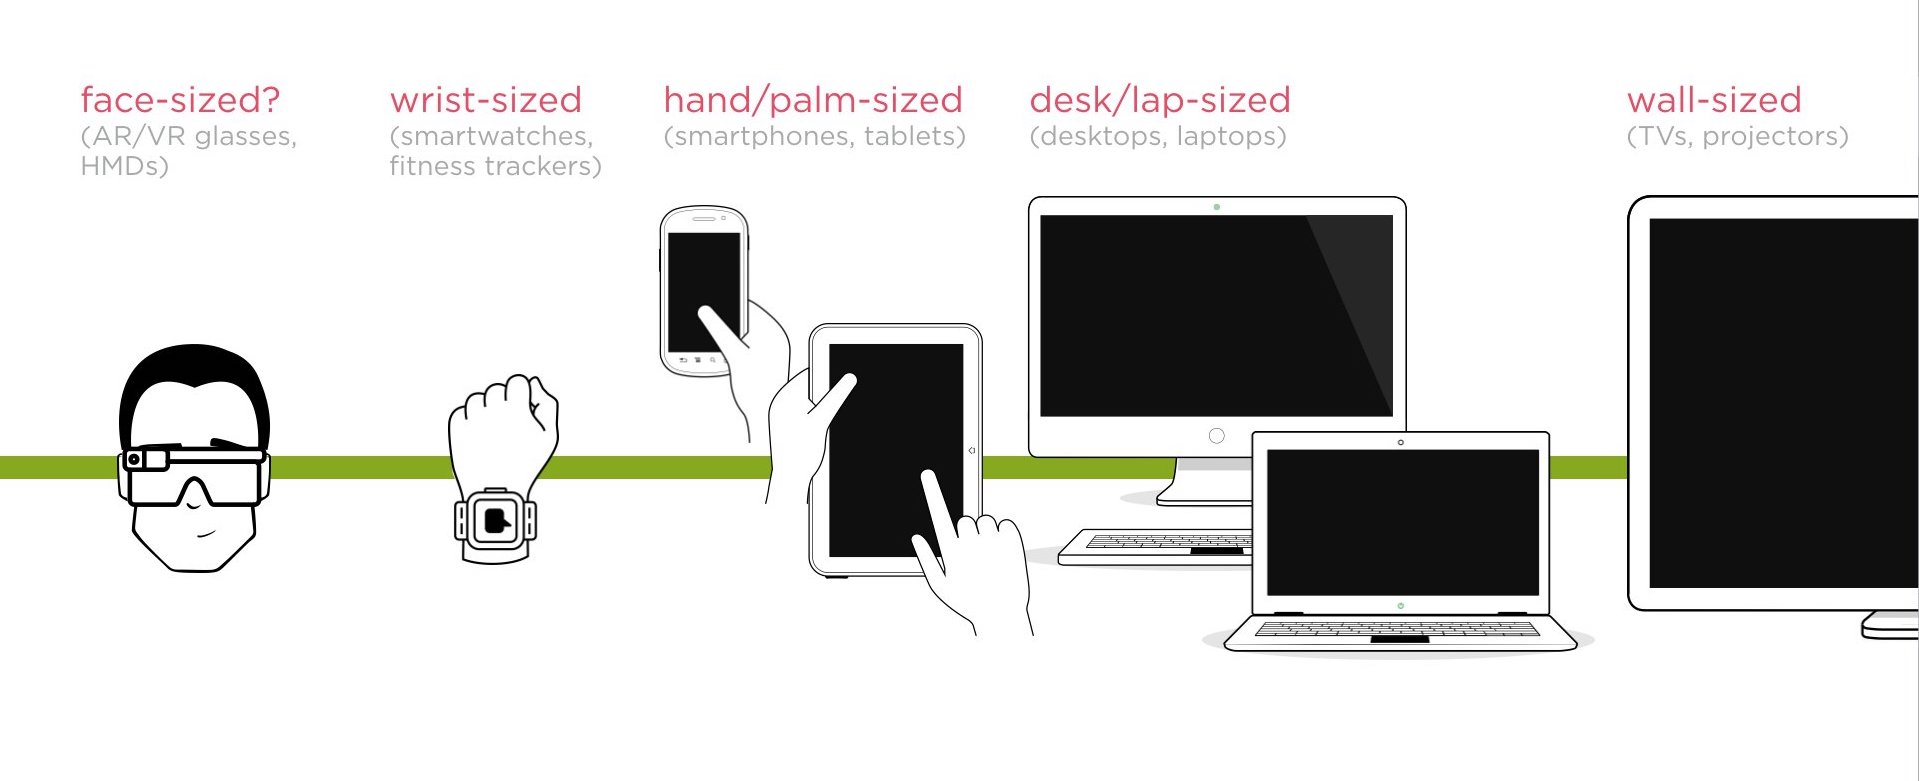 face-sized?
(AR/VR glasses,
HMDs)
wrist-sized
(smartwatches,
fitness trackers)
hand/palm-sized
(smartphones, tablets)
desk/lap-sized
(desktops, laptops)
wall-sized
(TVs, projectors)